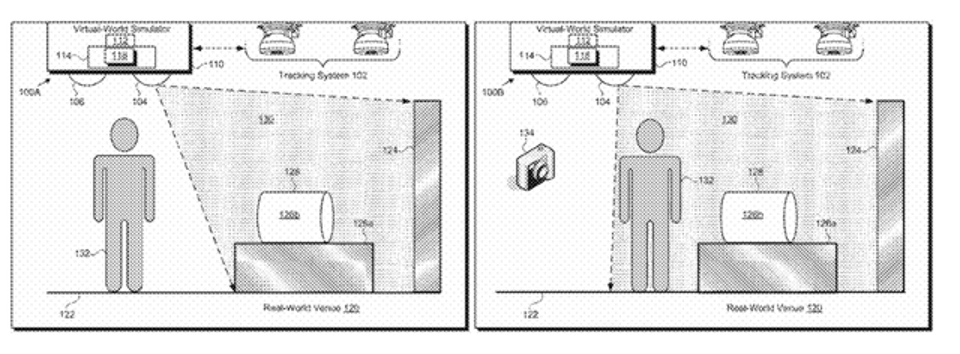 Virtual-World Simulator
112
114
118
110
Tracking System 102
100A
106
104
130
124
128
126b
126a
132
122
Real-World Venue 120
Virtual-World Simulator
112
114
118
110
Tracking System 102
100B
106
104
130
134
124
128
132
126b
126a
122
Real-World Venue 120